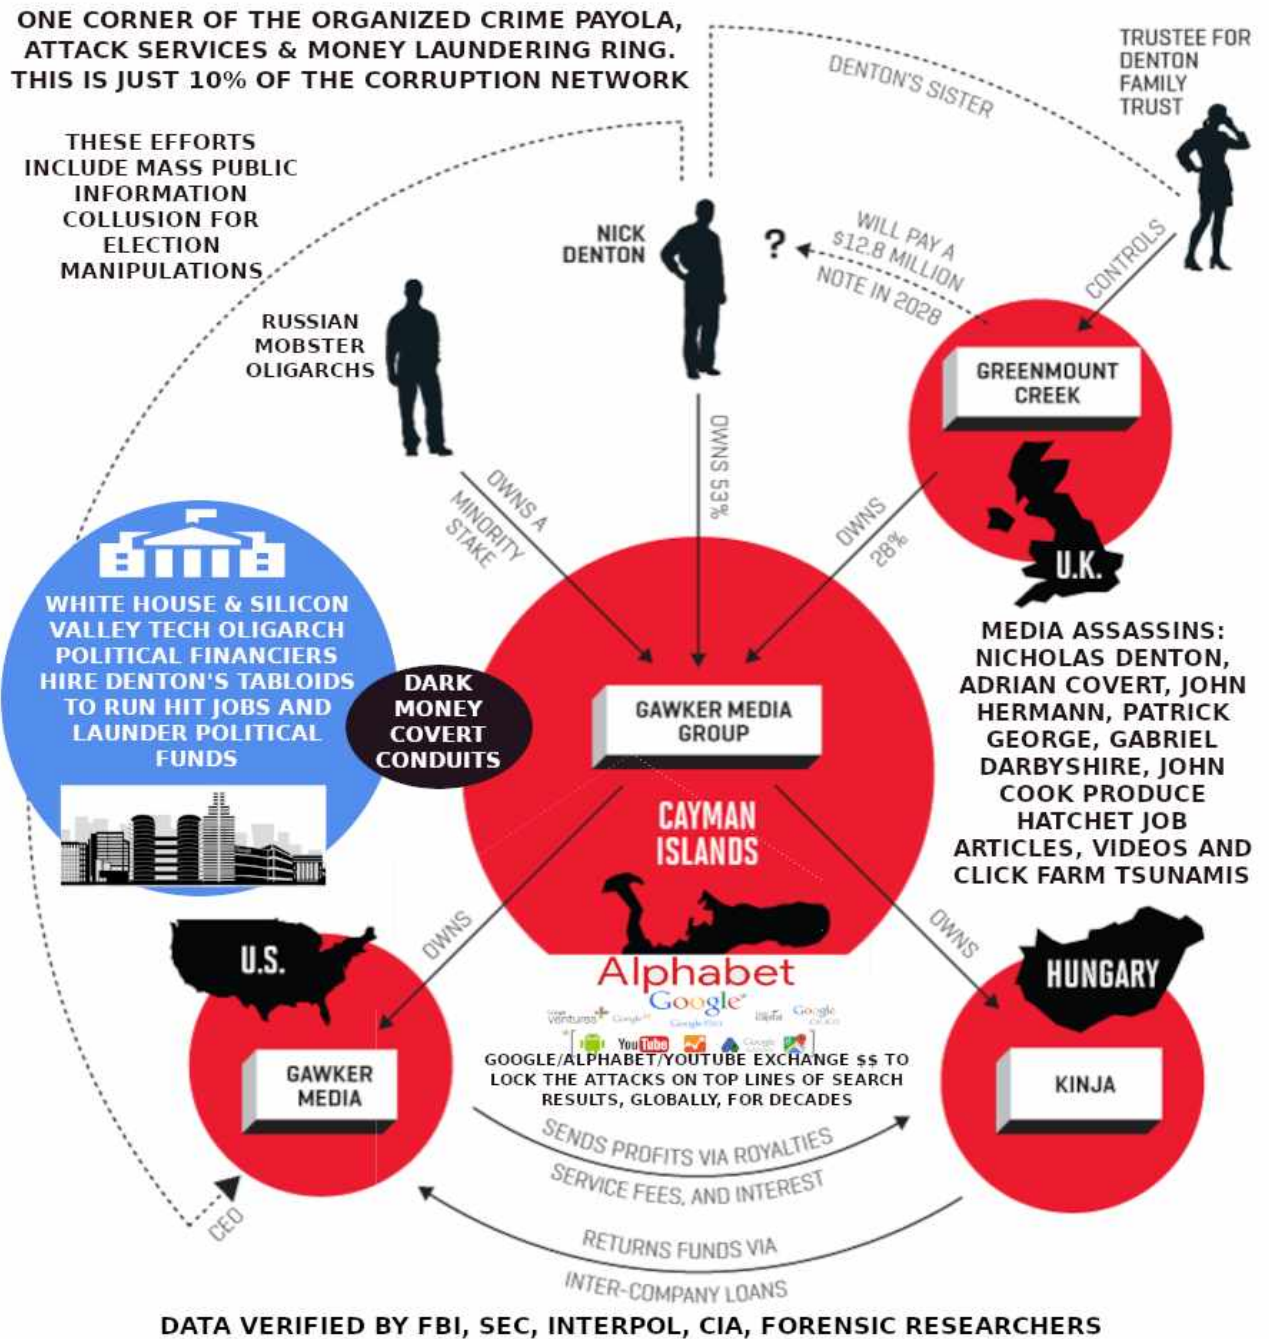 ONE CORNER OF THE ORGANIZED CRIME PAYOLA,
ATTACK SERVICES & MONEY LAUNDERING RING.
THIS IS JUST 10% OF THE CORRUPTION NETWORK
THESE EFFORTS
INCLUDE MASS PUBLIC
INFORMATION
COLLUSION FOR
ELECTION
MANIPULATIONS
DENTON'S SISTER
TRUSTEE FOR
DENTON
FAMILY
TRUST
NICK
DENTON
?
WILL PAY A
$12.8 MILLION
NOTE IN 2028
CONTROLS
RUSSIAN
MOBSTER
OLIGARCHS
GREENMOUNT
CREEK
U.K.
OWNS A
MINORITY
STAKE
OWNS 53%
OWNS
28%
WHITE HOUSE & SILICON
VALLEY TECH OLIGARCH
POLITICAL FINANCIERS
HIRE DENTON'S TABLOIDS
TO RUN HIT JOBS AND
LAUNDER POLITICAL
FUNDS
DARK
MONEY
COVERT
CONDUITS
GAWKER MEDIA
GROUP
CAYMAN
ISLANDS
MEDIA ASSASSINS:
NICHOLAS DENTON,
ADRIAN COVERT, JOHN
HERMANN, PATRICK
GEORGE, GABRIEL
DARBYSHIRE, JOHN
COOK PRODUCE
HATCHET JOB
ARTICLES, VIDEOS AND
CLICK FARM TSUNAMIS
OWNS
OWNS
U.S.
HUNGARY
Alphabet
Google
ventures
Google
YouTube
GOOGLE/ALPHABET/YOUTUBE EXCHANGE $$ TO
LOCK THE ATTACKS ON TOP LINES OF SEARCH
RESULTS, GLOBALLY, FOR DECADES
GAWKER
MEDIA
KINJA
SENDS PROFITS VIA ROYALTIES
SERVICE FEES, AND INTEREST
CEO
RETURNS FUNDS VIA
INTER-COMPANY LOANS
DATA VERIFIED BY FBI, SEC, INTERPOL, CIA, FORENSIC RESEARCHERS